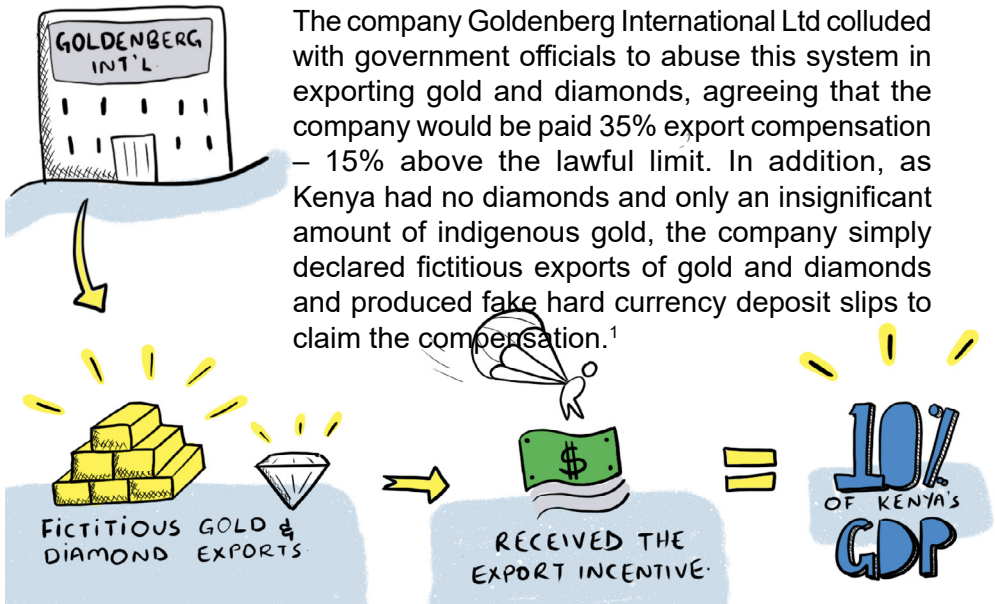 GOLDENBERG
INT'L.
The company Goldenberg International Ltd colluded
with government officials to abuse this system in
exporting gold and diamonds, agreeing that the
company would be paid 35% export compensation
– 15% above the lawful limit. In addition, as
Kenya had no diamonds and only an insignificant
amount of indigenous gold, the company simply
declared fictitious exports of gold and diamonds
and produced fake hard currency deposit slips to
claim the compensation.¹
FICTITIOUS GOLD &
DIAMOND EXPORTS.
$
RECEIVED THE
EXPORT INCENTIVE.
=
10%
OF KENYA'S
GDP